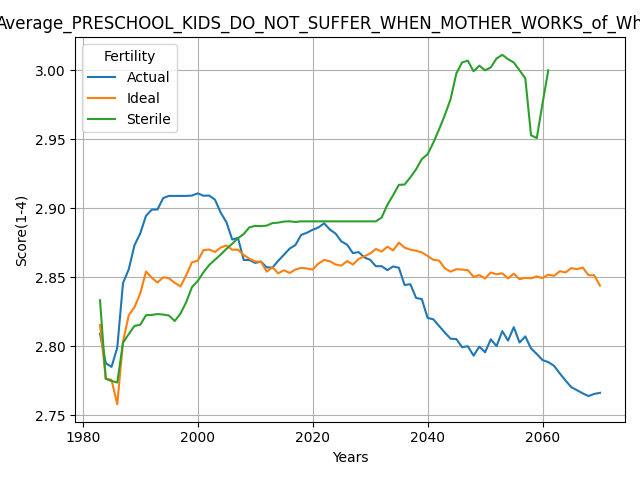 Average_PRESCHOOL_KIDS_DO_NOT_SUFFER_WHEN_MOTHER_WORKS_of_Wh
Fertility
Actual
Ideal
Sterile
Score(1-4)
3.00
2.95
2.90
2.85
2.80
2.75
1980 2000 2020 2040 2060
Years